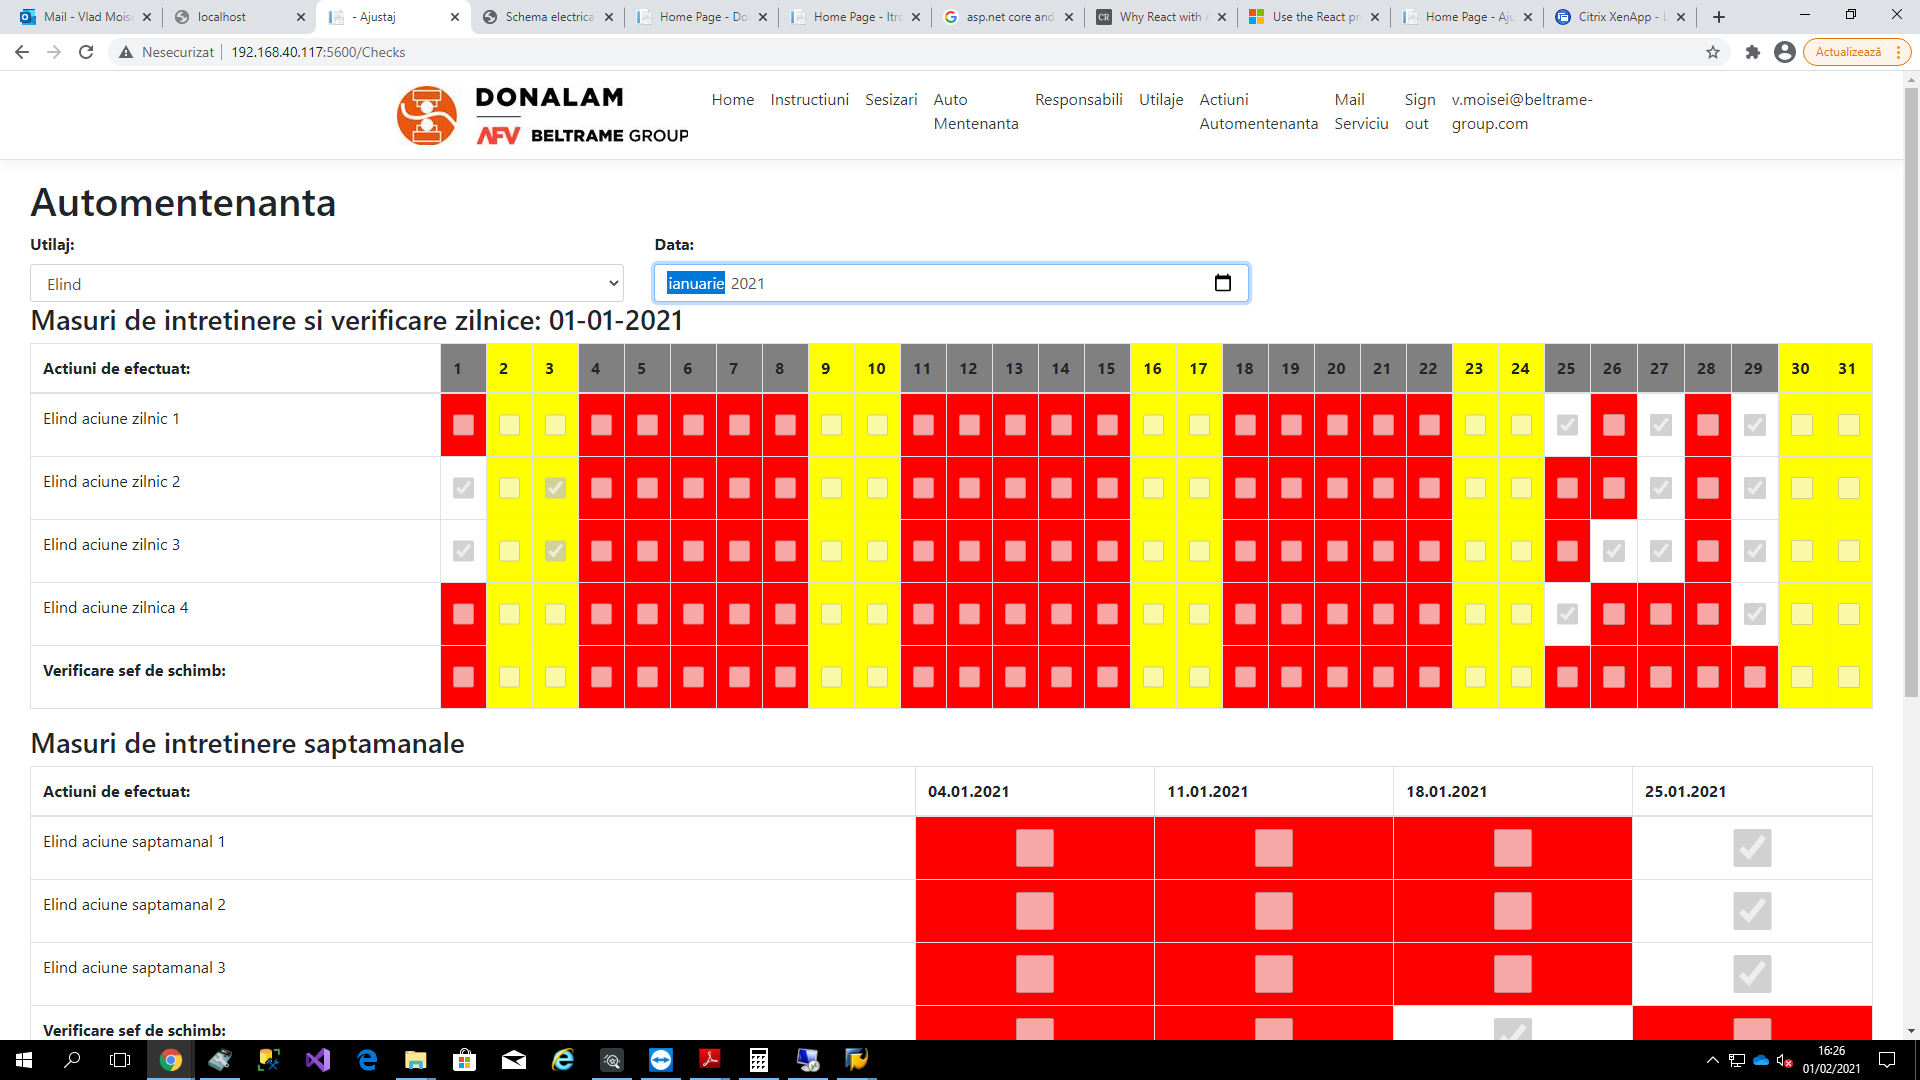 Mail - Vlad Mois
localhost
- Ajustaj
Schema electrica
Home Page - Do
Home Page - Itro
asp.net core and
Why React with A
Use the React pr
Home Page - Aju
Citrix XenApp - L
Nesecurizat
192.168.40.117:5600/Checks
Actualizează
DONALAM
AFV BELTRAME GROUP
Home
Instructiuni
Sesizari
Auto
Mentenanta
Responsabili
Utilaje
Actiuni
Automentenanta
Mail
Serviciu
Sign
out
v.moisei@beltrame-
group.com
Automentenanta
Utilaj:
Data:
Elind
ianuarie 2021
Masuri de intretinere si verificare zilnice: 01-01-2021
Actiuni de efectuat: 1 2 3 4 5 6 7 8 9 10 11 12 13 14 15 16 17 18 19 20 21 22 23 24 25 26 27 28 29 30 31
Elind aciune zilnic 1
Elind aciune zilnic 2
Elind aciune zilnic 3
Elind aciune zilnica 4
Verificare sef de schimb:
Masuri de intretinere saptamanale
Actiuni de efectuat: 04.01.2021 11.01.2021 18.01.2021 25.01.2021
Elind aciune saptamanal 1
Elind aciune saptamanal 2
Elind aciune saptamanal 3
Verificare sef de schimb:
16:26
01/02/2021